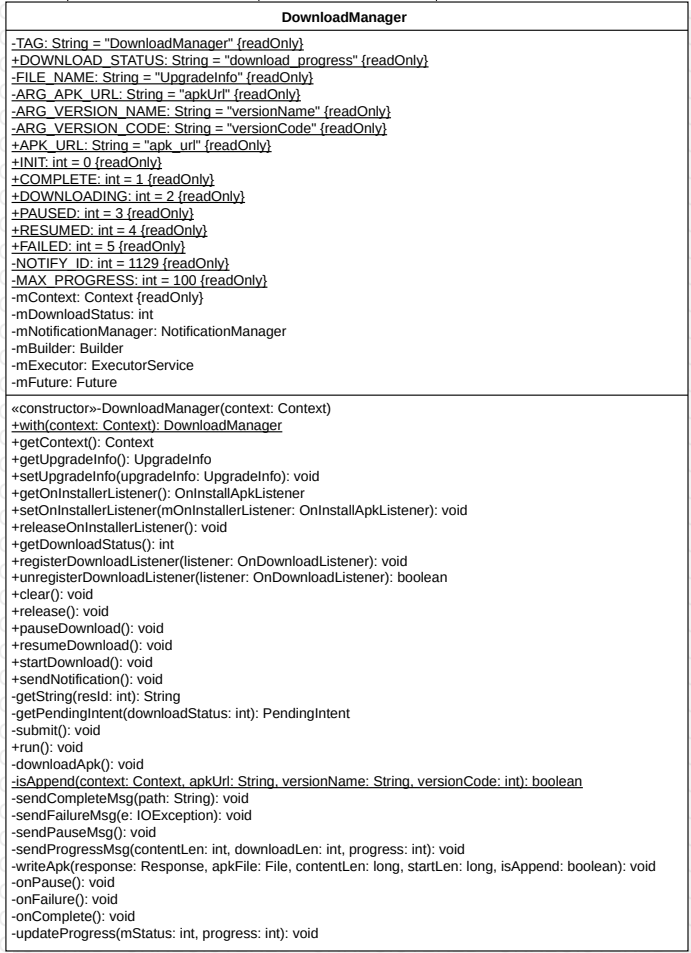 DownloadManager
-TAG: String = "DownloadManager" {readOnly}
+DOWNLOAD_STATUS: String = "download_progress" {readOnly}
-FILE_NAME: String = "UpgradeInfo" {readOnly}
-ARG_APK_URL: String = "apkUrl" {readOnly}
-ARG_VERSION_NAME: String = "versionName" {readOnly}
-ARG_VERSION_CODE: String = "versionCode" {readOnly}
+APK_URL: String = "apk_url" {readOnly}
+INIT: int = 0 {readOnly}
+COMPLETE: int = 1 {readOnly}
+DOWNLOADING: int = 2 {readOnly}
+PAUSED: int = 3 {readOnly}
+RESUMED: int = 4 {readOnly}
+FAILED: int = 5 {readOnly}
-NOTIFY_ID: int = 1129 {readOnly}
-MAX_PROGRESS: int = 100 {readOnly}
-mContext: Context {readOnly}
-mDownloadStatus: int
-mNotificationManager: NotificationManager
-mBuilder: Builder
-mExecutor: ExecutorService
-mFuture: Future
«constructor»-DownloadManager(context: Context)
+with(context: Context): DownloadManager
+getContext(): Context
+getUpgradeInfo(): UpgradeInfo
+setUpgradeInfo(upgradeInfo: UpgradeInfo): void
+getOnInstallerListener(): OnInstallApkListener
+setOnInstallerListener(mOnInstallerListener: OnInstallApkListener): void
+releaseOnInstallerListener(): void
+getDownloadStatus(): int
+registerDownloadListener(listener: OnDownloadListener): void
+unregisterDownloadListener(listener: OnDownloadListener): boolean
+clear(): void
+release(): void
+pauseDownload(): void
+resumeDownload(): void
+startDownload(): void
+sendNotification(): void
-getString(resId: int): String
-getPendingIntent(downloadStatus: int): PendingIntent
-submit(): void
+run(): void
-downloadApk(): void
-isAppend(context: Context, apkUrl: String, versionName: String, versionCode: int): boolean
-sendCompleteMsg(path: String): void
-sendFailureMsg(e: IOException): void
-sendPauseMsg(): void
-sendProgressMsg(contentLen: int, downloadLen: int, progress: int): void
-writeApk(response: Response, apkFile: File, contentLen: long, startLen: long, isAppend: boolean): void
-onPause(): void
-onFailure(): void
-onComplete(): void
-updateProgress(mStatus: int, progress: int): void